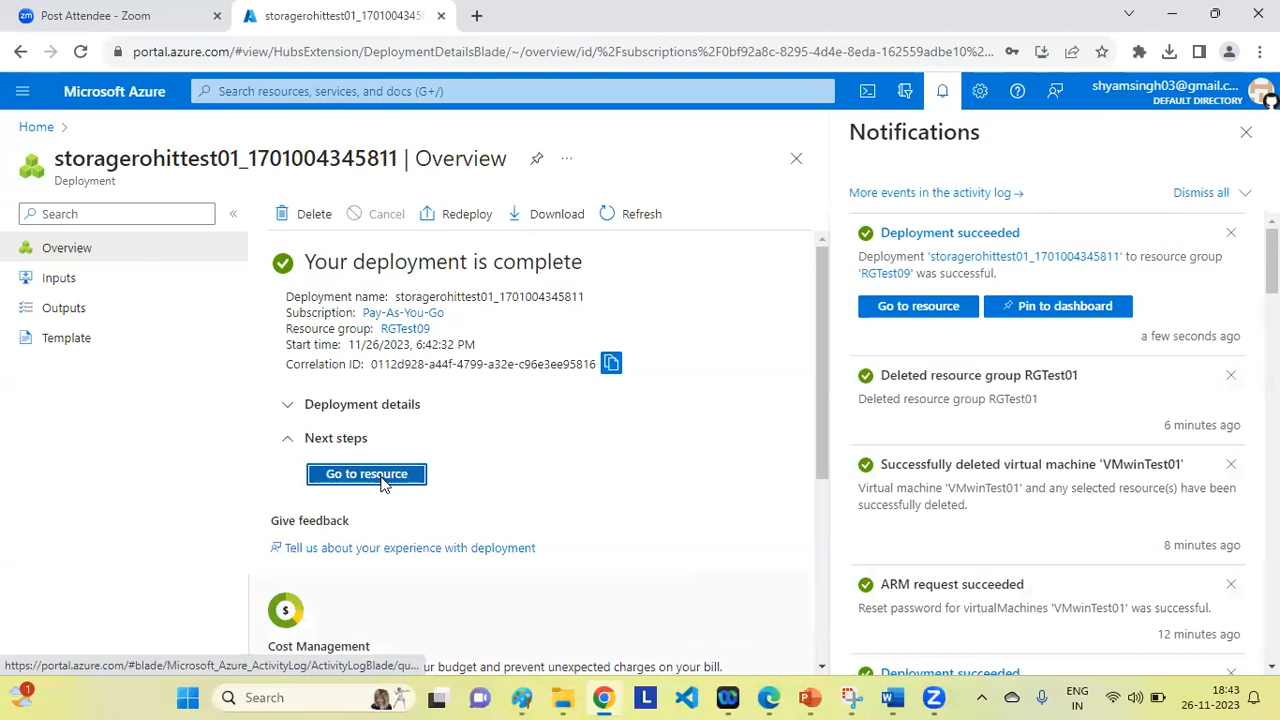 Post Attendee - Zoom
storagerohittest01_1701004345
portal.azure.com/#view/HubsExtension/DeploymentDetailsBlade/~/overview/id/%2Fsubscriptions%2F0bf92a8c-8295-4d4e-8eda-162559adbe10%2...
Microsoft Azure
Search resources, services, and docs (G+/)
shyamsingh03@gmail.c...
DEFAULT DIRECTORY
Home
storagerohittest01_1701004345811 | Overview
Deployment
Search
Overview
Inputs
Outputs
Template
Delete
Cancel
Redeploy
Download
Refresh
Your deployment is complete
Deployment name: storagerohittest01_1701004345811
Subscription: Pay-As-You-Go
Resource group: RGTest09
Start time: 11/26/2023, 6:42:32 PM
Correlation ID: 0112d928-a44f-4799-a32e-c96e3ee95816
Deployment details
Next steps
Go to resource
Give feedback
Tell us about your experience with deployment
$
Cost Management
ur budget and prevent unexpected charges on your bill.
Notifications
More events in the activity log →
Dismiss all
Deployment succeeded
Deployment 'storagerohittest01_1701004345811' to resource group
'RGTest09' was successful.
Go to resource
Pin to dashboard
a few seconds ago
Deleted resource group RGTest01
Deleted resource group RGTest01
6 minutes ago
Successfully deleted virtual machine 'VMwinTest01'
Virtual machine 'VMwinTest01' and any selected resource(s) have been
successfully deleted.
8 minutes ago
ARM request succeeded
Reset password for virtualMachines 'VMwinTest01' was successful.
12 minutes ago
Deployment succeeded
https://portal.azure.com/#blade/Microsoft_Azure_ActivityLog/ActivityLogBlade/qu...
1
Search
ENG
IN
18:43
26-11-2023